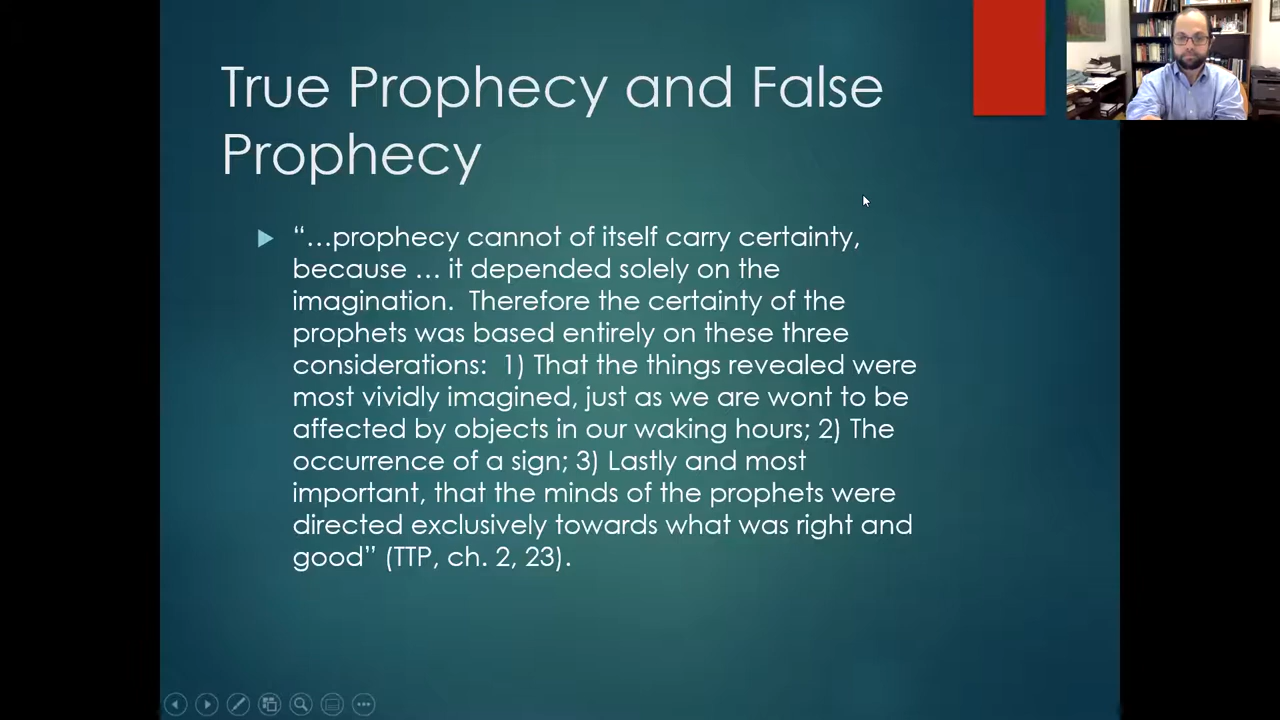 True Prophecy and False
Prophecy
“…prophecy cannot of itself carry certainty,
because … it depended solely on the
imagination.  Therefore the certainty of the
prophets was based entirely on these three
considerations:  1) That the things revealed were
most vividly imagined, just as we are wont to be
affected by objects in our waking hours; 2) The
occurrence of a sign; 3) Lastly and most
important, that the minds of the prophets were
directed exclusively towards what was right and
good” (TTP, ch. 2, 23).